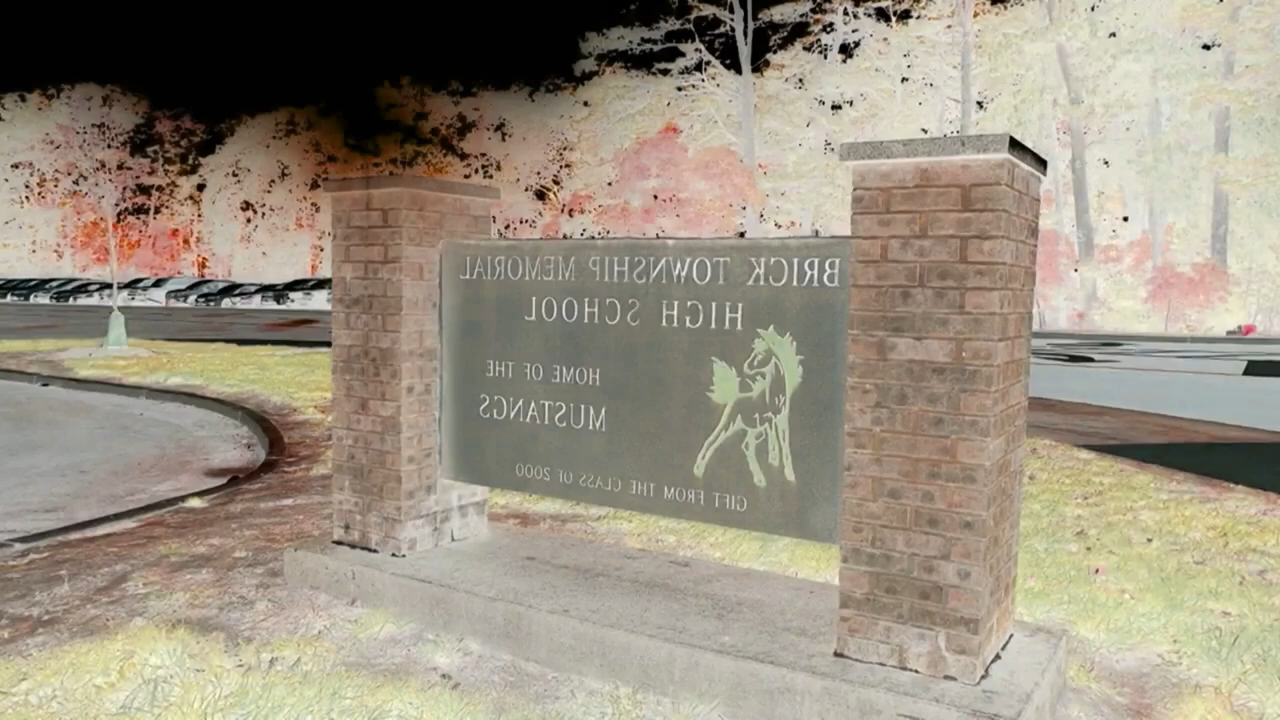 BRICK TOWNSHIP MEMORIAL
HIGH SCHOOL
HOME OF THE
MUSTANGS
GIFT FROM THE CLASS OF 2000